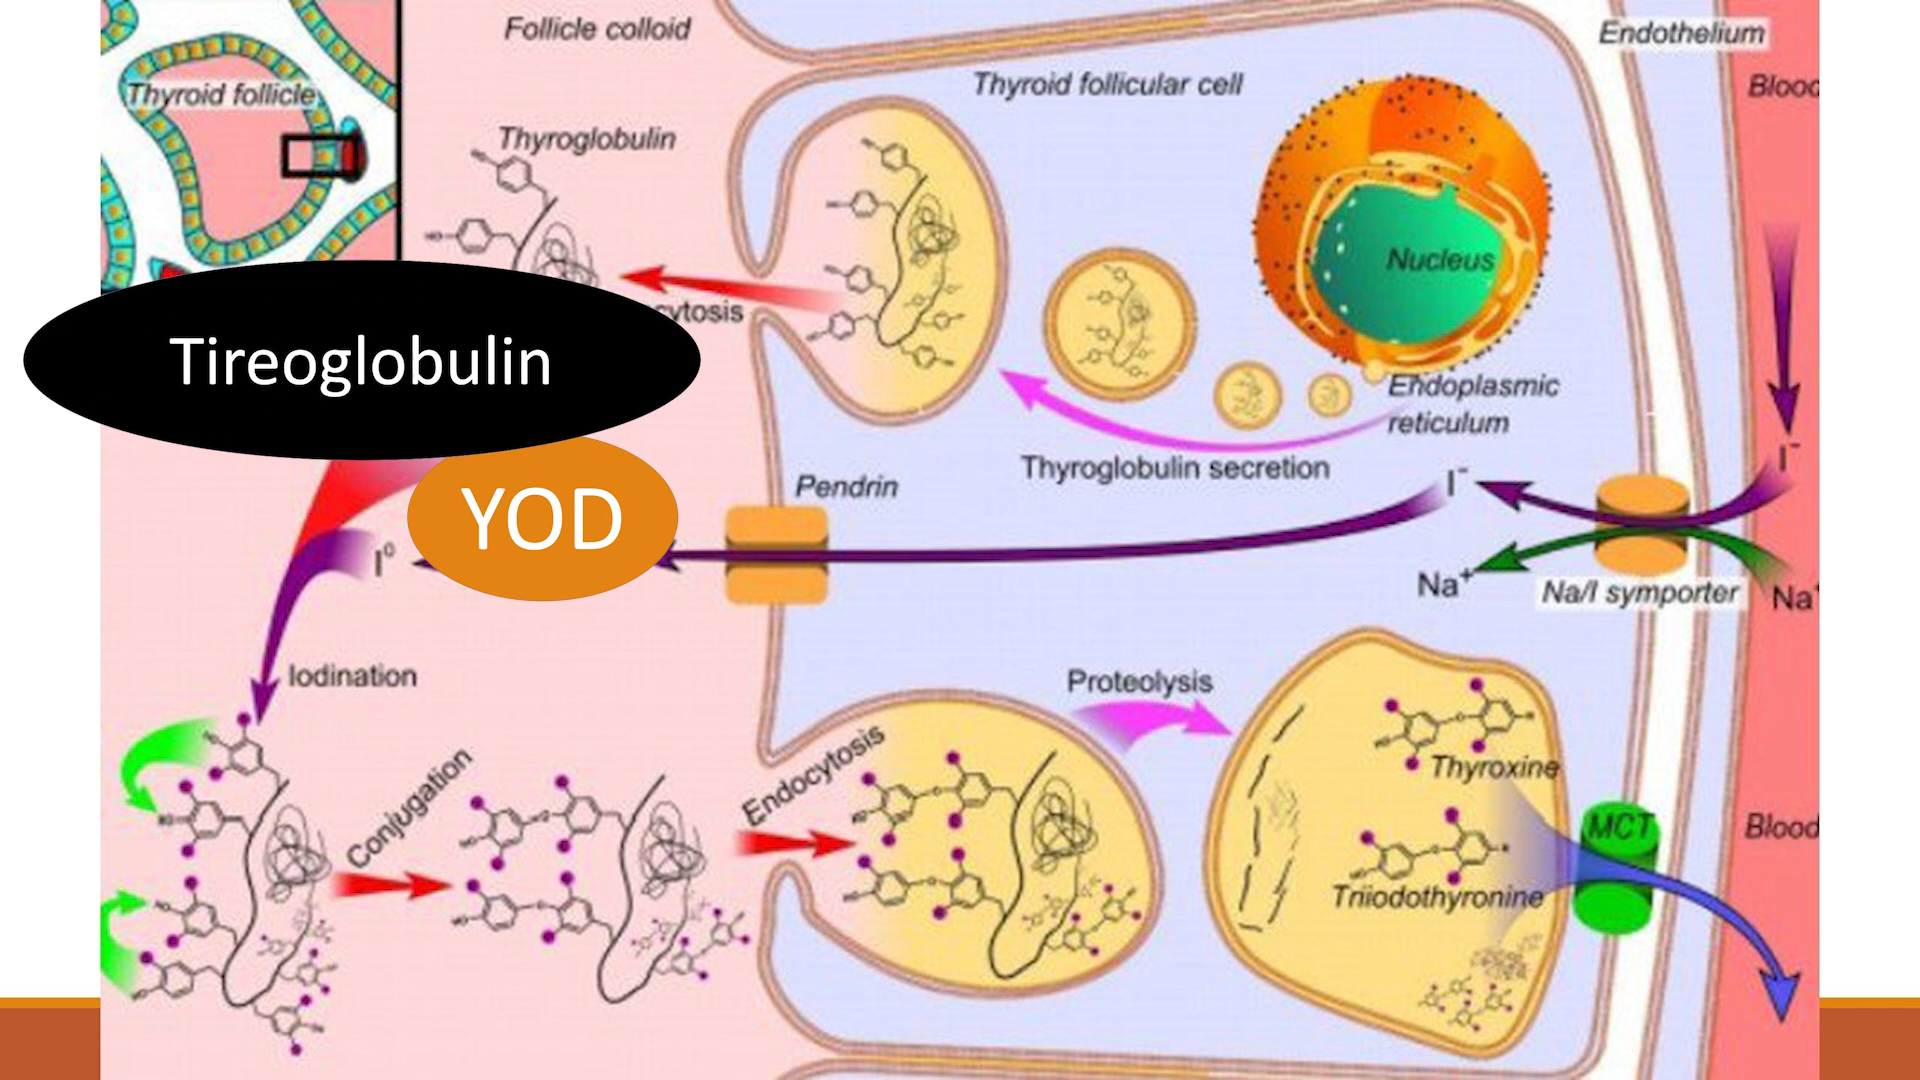 Follicle colloid
Endothelium
Thyroid follicle
Thyroid follicular cell
Blood
Thyroglobulin
Nucleus
cytosis
Tireoglobulin
Endoplasmic
reticulum
Thyroglobulin secretion
I⁻
I⁻
Pendrin
YOD
I⁰
Na⁺
Na/I symporter
Na⁺
Iodination
Proteolysis
Endocytosis
Conjugation
Thyroxine
MCT
Blood
Triiodothyronine